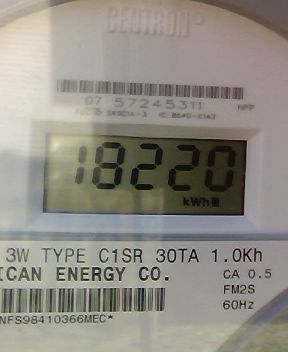 CENTRON
07 57245311 HPP
18220
kWh
3W TYPE C1SR 30TA 1.0Kh
ICAN ENERGY CO. CA 0.5
FM2S
60Hz
NFS98410366MEC*